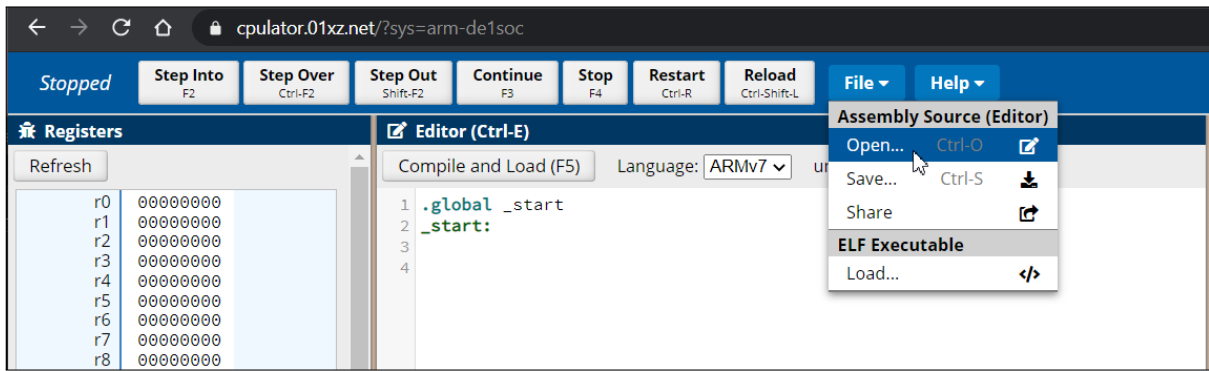 cpulator.01xz.net/?sys=arm-de1soc
Stopped
Step Into
F2
Step Over
Ctrl-F2
Step Out
Shift-F2
Continue
F3
Stop
F4
Restart
Ctrl-R
Reload
Ctrl-Shift-L
File
Help
Registers
Refresh
r0 00000000
r1 00000000
r2 00000000
r3 00000000
r4 00000000
r5 00000000
r6 00000000
r7 00000000
r8 00000000
Editor (Ctrl-E)
Compile and Load (F5) Language: ARMv7 u
1 .global _start
2 _start:
3
4
Assembly Source (Editor)
Open... Ctrl-O
Save... Ctrl-S
Share
ELF Executable
Load...